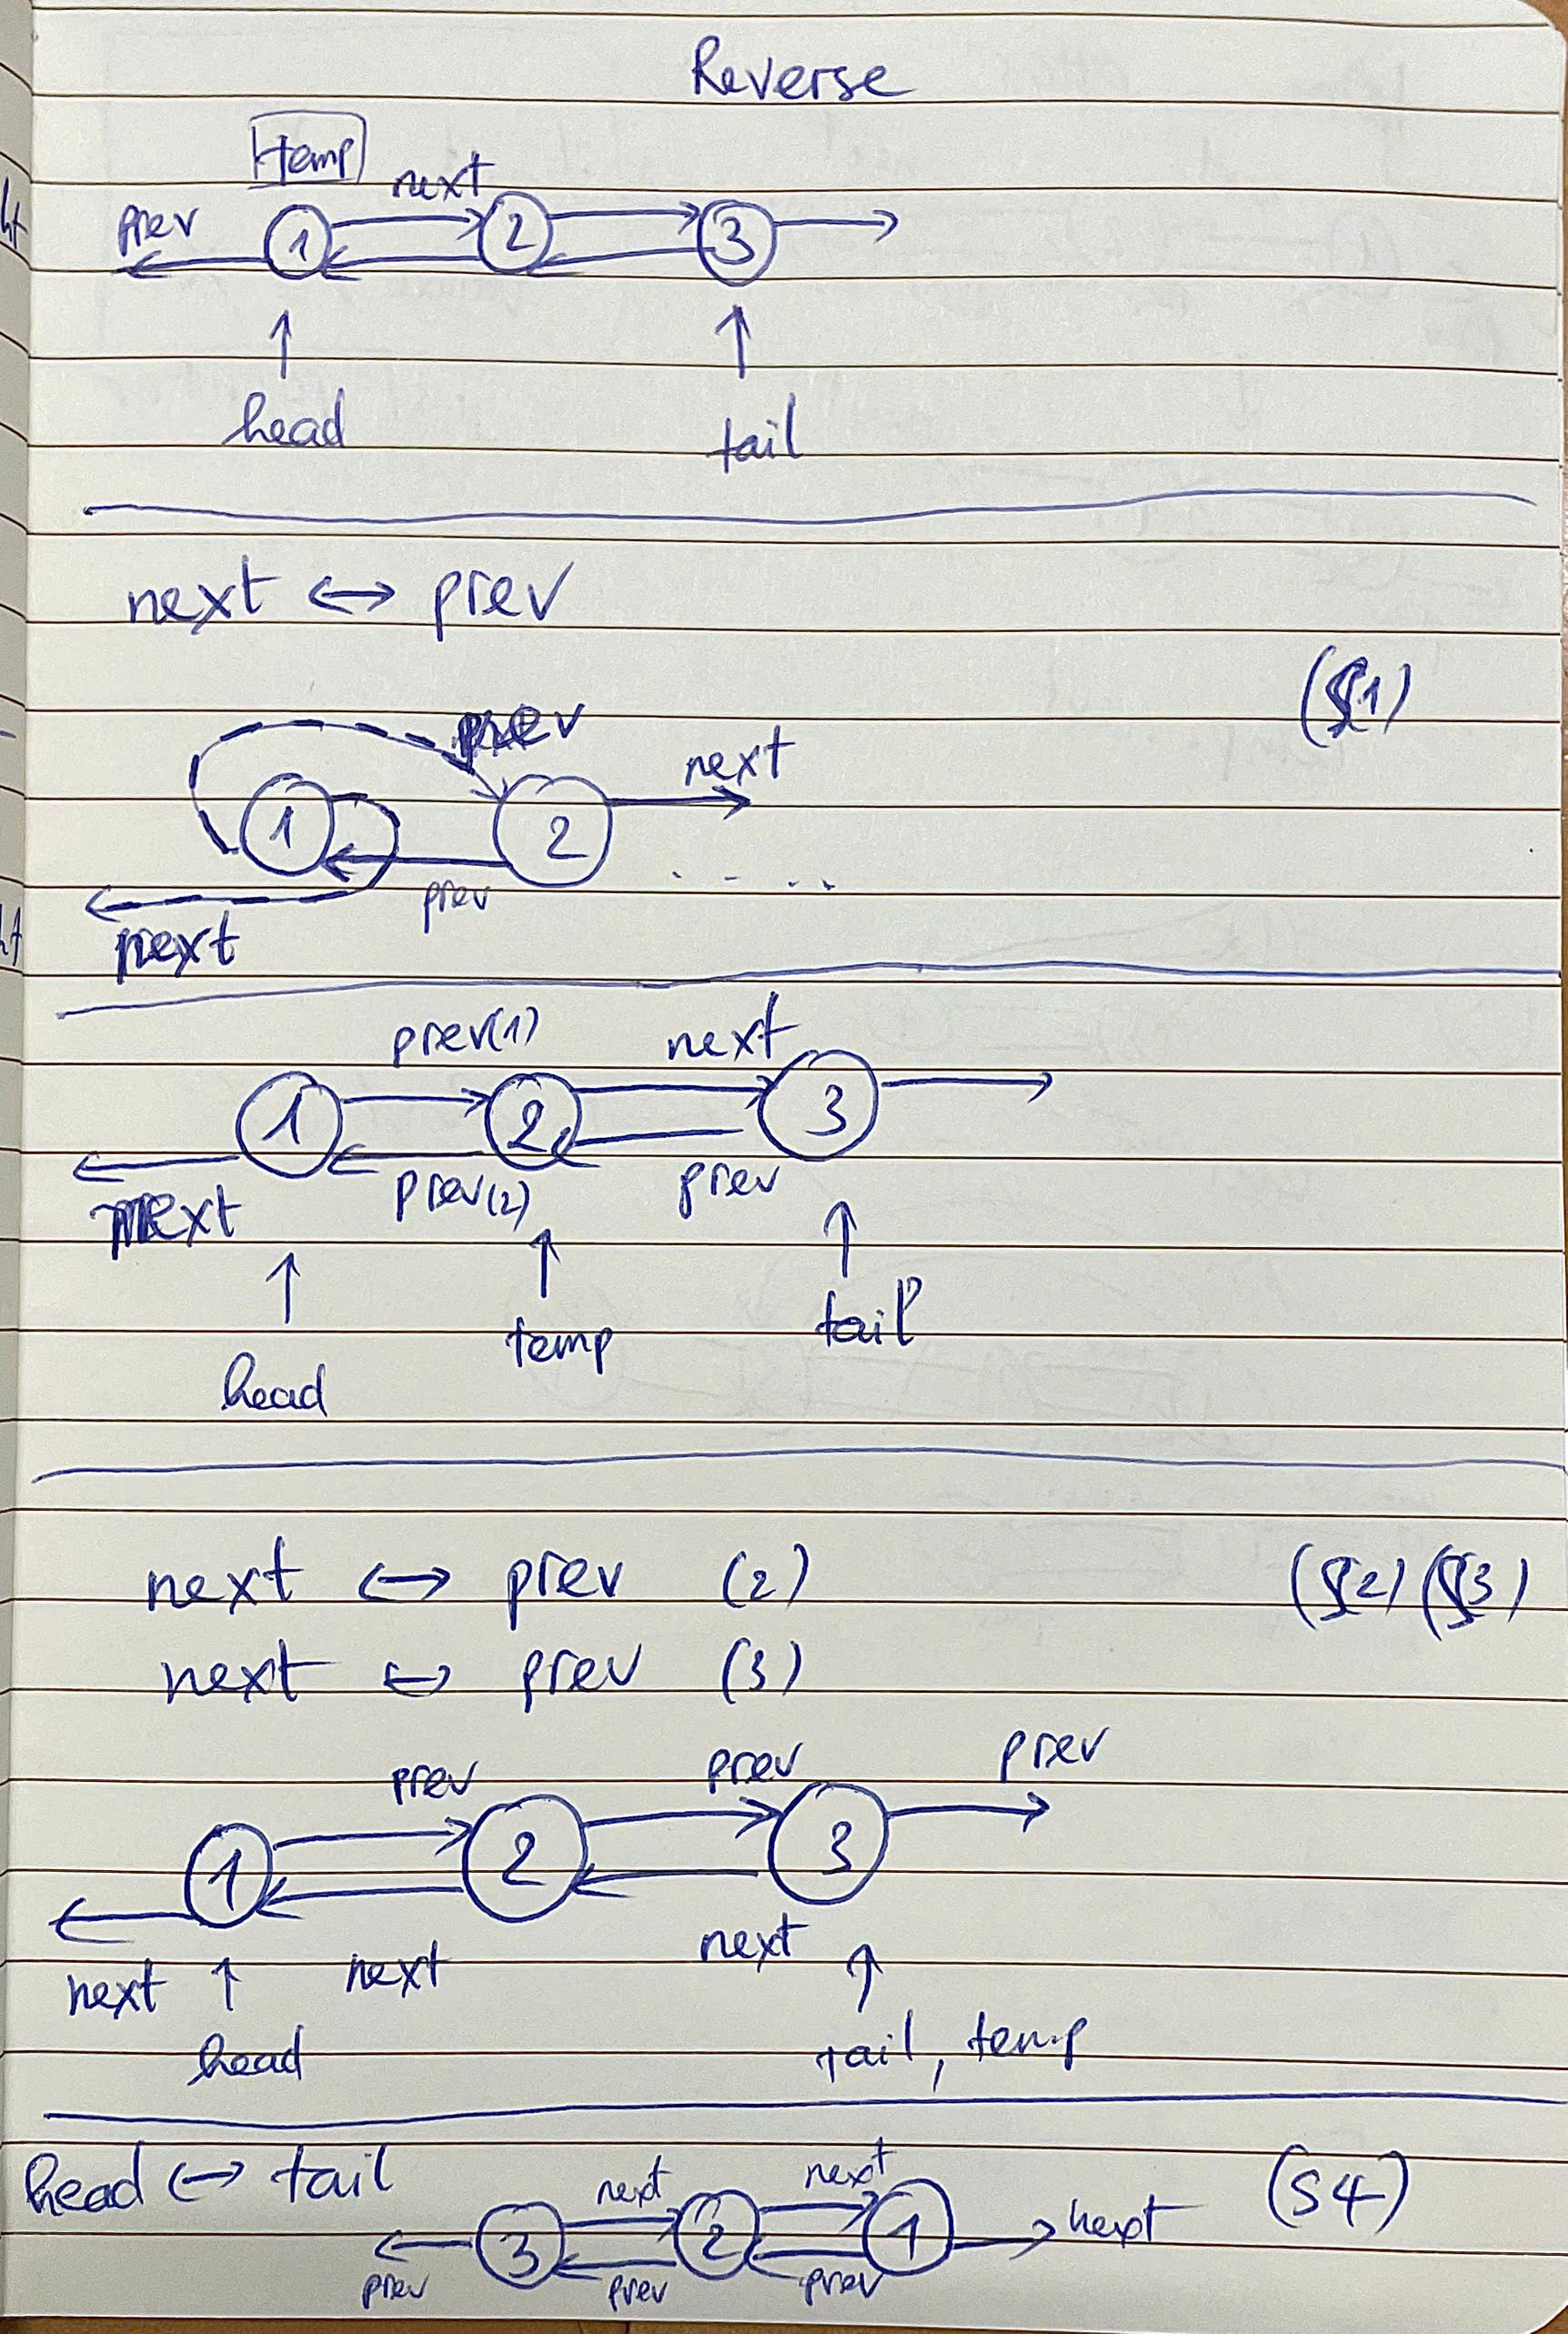 Reverse
temp
next
prev
1 2 3
head tail
next ↔ prev
(S1)
prev
next
1 2
prev . . . . .
next
prev(1) next
1 2 3
next prev(2) prev
temp tail
head
next ↔ prev (2) (S2) (S3)
next ↔ prev (3)
prev prev prev
1 2 3
next next next
head tail, temp
head ↔ tail (S4)
next next
3 2 1 next
prev prev prev